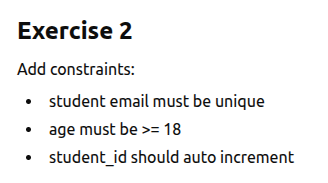 Exercise 2
Add constraints:
• student email must be unique
• age must be >= 18
• student_id should auto increment